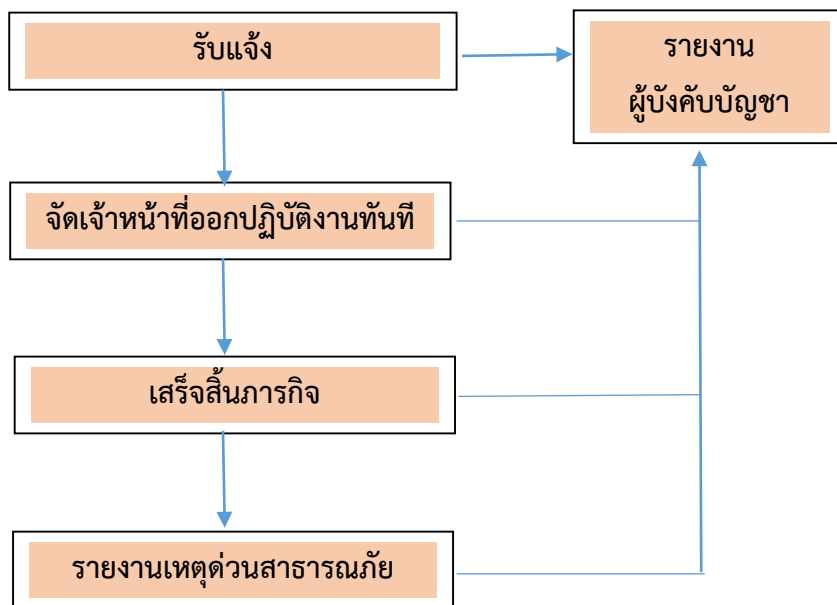 รับแจ้ง
รายงาน
ผู้บังคับบัญชา
จัดเจ้าหน้าที่ออกปฏิบัติงานทันที
เสร็จสิ้นภารกิจ
รายงานเหตุด่วนสาธารณภัย